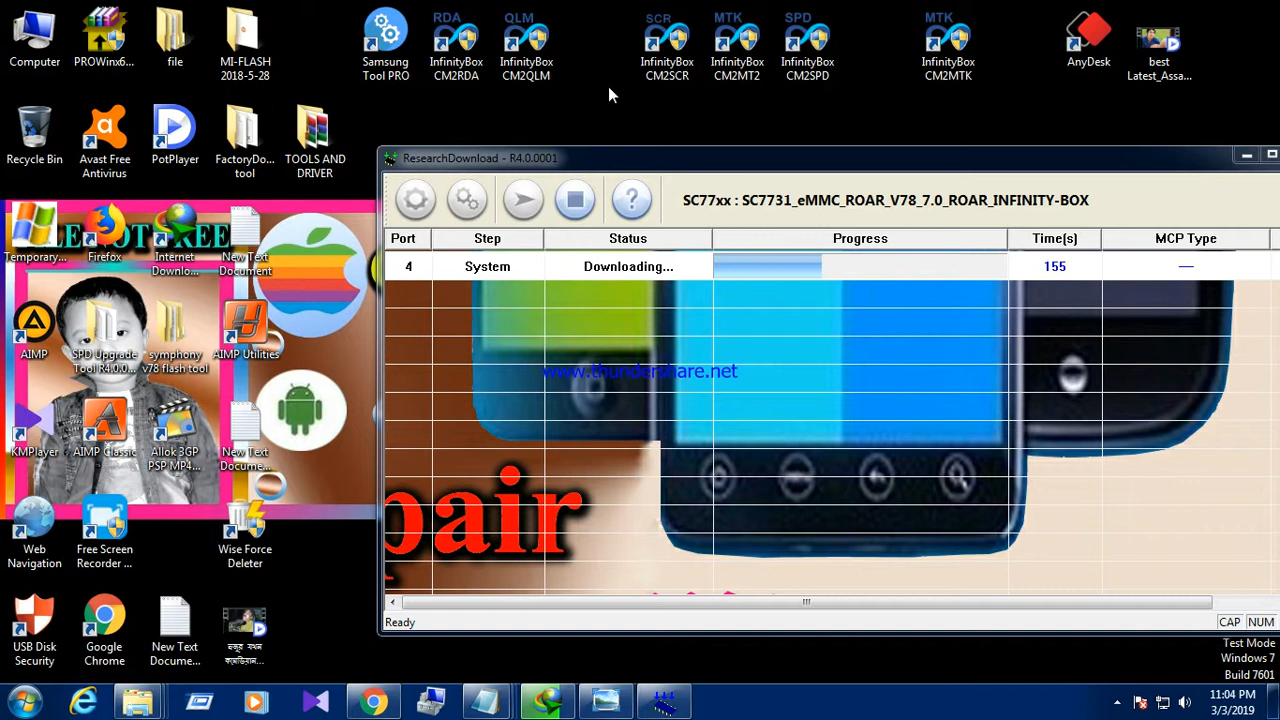 RDA
QLM
SCR
MTK
SPD
MTK
Computer
PROWinx6...
file
MI-FLASH
2018-5-28
Samsung
Tool PRO
InfinityBox
CM2RDA
InfinityBox
CM2QLM
InfinityBox
CM2SCR
InfinityBox
CM2MT2
InfinityBox
CM2SPD
InfinityBox
CM2MTK
AnyDesk
best
Latest_Assa...
Recycle Bin
Avast Free
Antivirus
PotPlayer
FactoryDo...
tool
TOOLS AND
DRIVER
ResearchDownload - R4.0.0001
SC77xx : SC7731_eMMC_ROAR_V78_7.0_ROAR_INFINITY-BOX
Port
Step
Status
Progress
Time(s)
MCP Type
4
System
Downloading...
155
—
Temporary...
Firefox
Internet
Downlo...
New Text
Document
AIMP
SPD Upgrade
Tool R4.0.0...
symphony
v78 flash tool
AIMP Utilities
www.thundershare.net
KMPlayer
AIMP Classic
Allok 3GP
PSP MP4...
New Text
Docume...
pair
Web
Navigation
Free Screen
Recorder ...
Wise Force
Deleter
USB Disk
Security
Google
Chrome
New Text
Docume...
Ready
CAP
NUM
Test Mode
Windows 7
Build 7601
11:04 PM
3/3/2019